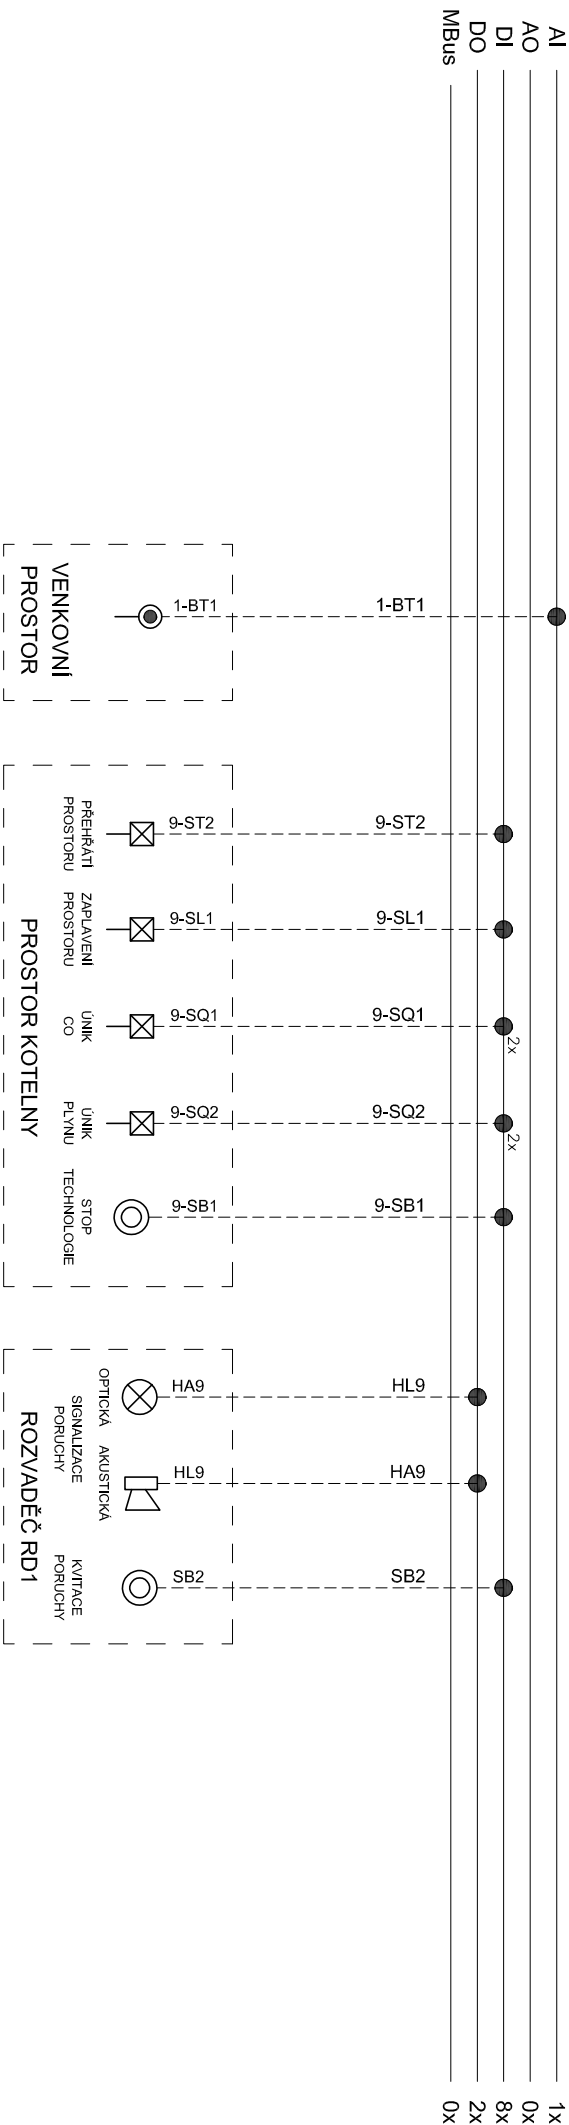 AI
AO
DI
DO
MBus
1-BT1
1-BT1
VENKOVNÍ
PROSTOR
9-ST2
9-ST2
PŘEHŘÁTÍ
PROSTORU
9-SL1
9-SL1
ZAPLAVENÍ
PROSTORU
9-SQ1
2x
9-SQ1
ÚNIK
CO
9-SQ2
2x
9-SQ2
ÚNIK
PLYNU
9-SB1
9-SB1
STOP
TECHNOLOGIE
PROSTOR KOTELNY
HL9
HA9
OPTICKÁ
HA9
HL9
AKUSTICKÁ
SIGNALIZACE
PORUCHY
SB2
SB2
KVITACE
PORUCHY
ROZVADĚČ RD1
1x
0x
8x
2x
0x